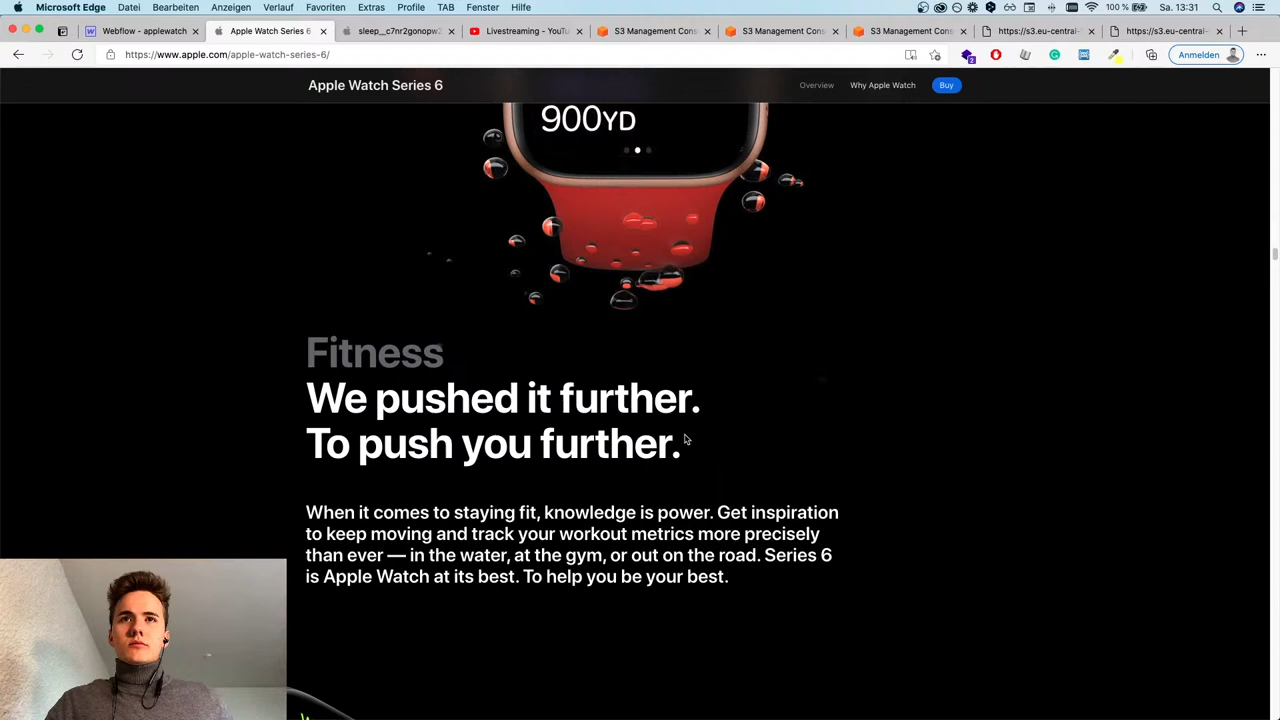 Microsoft Edge Datei Bearbeiten Anzeigen Verlauf Favoriten Extras Profile TAB Fenster Hilfe 100 % Sa. 13:31
Webflow - applewatch
Apple Watch Series 6
sleep__c7nr2gonopw2
Livestreaming - YouTu
S3 Management Cons
S3 Management Cons
S3 Management Cons
https://s3.eu-central-
https://s3.eu-central-
https://www.apple.com/apple-watch-series-6/
2
Anmelden
Apple Watch Series 6
Overview Why Apple Watch Buy
900YD
Fitness
We pushed it further.
To push you further.
When it comes to staying fit, knowledge is power. Get inspiration
to keep moving and track your workout metrics more precisely
than ever — in the water, at the gym, or out on the road. Series 6
is Apple Watch at its best. To help you be your best.